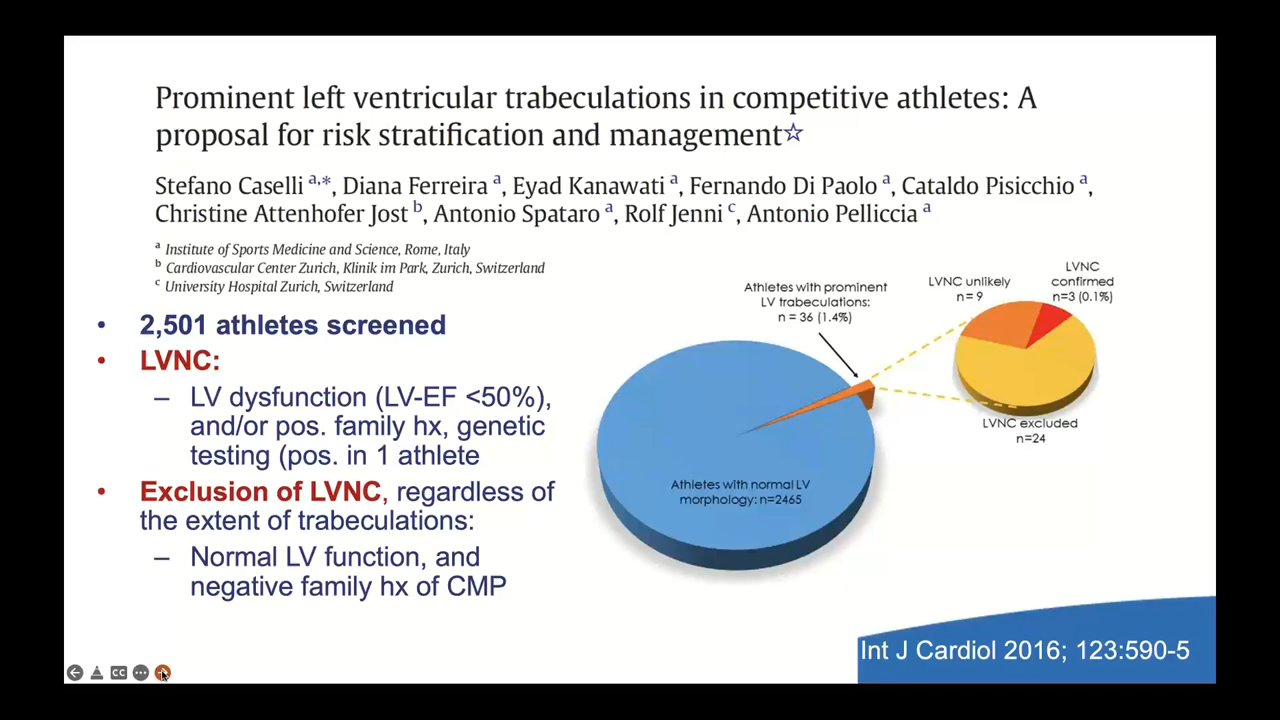 Prominent left ventricular trabeculations in competitive athletes: A
proposal for risk stratification and management☆
Stefano Caselli a,*, Diana Ferreira a, Eyad Kanawati a, Fernando Di Paolo a, Cataldo Pisicchio a,
Christine Attenhofer Jost b, Antonio Spataro a, Rolf Jenni c, Antonio Pelliccia a
a Institute of Sports Medicine and Science, Rome, Italy
b Cardiovascular Center Zurich, Klinik im Park, Zurich, Switzerland
c University Hospital Zurich, Switzerland
• 2,501 athletes screened
• LVNC:
– LV dysfunction (LV-EF <50%),
and/or pos. family hx, genetic
testing (pos. in 1 athlete
• Exclusion of LVNC, regardless of
the extent of trabeculations:
– Normal LV function, and
negative family hx of CMP
Athletes with prominent
LV trabeculations:
n = 36 (1.4%)
LVNC unlikely
n= 9
LVNC
confirmed
n=3 (0.1%)
LVNC excluded
n=24
Athletes with normal LV
morphology: n=2465
Int J Cardiol 2016; 123:590-5
CC